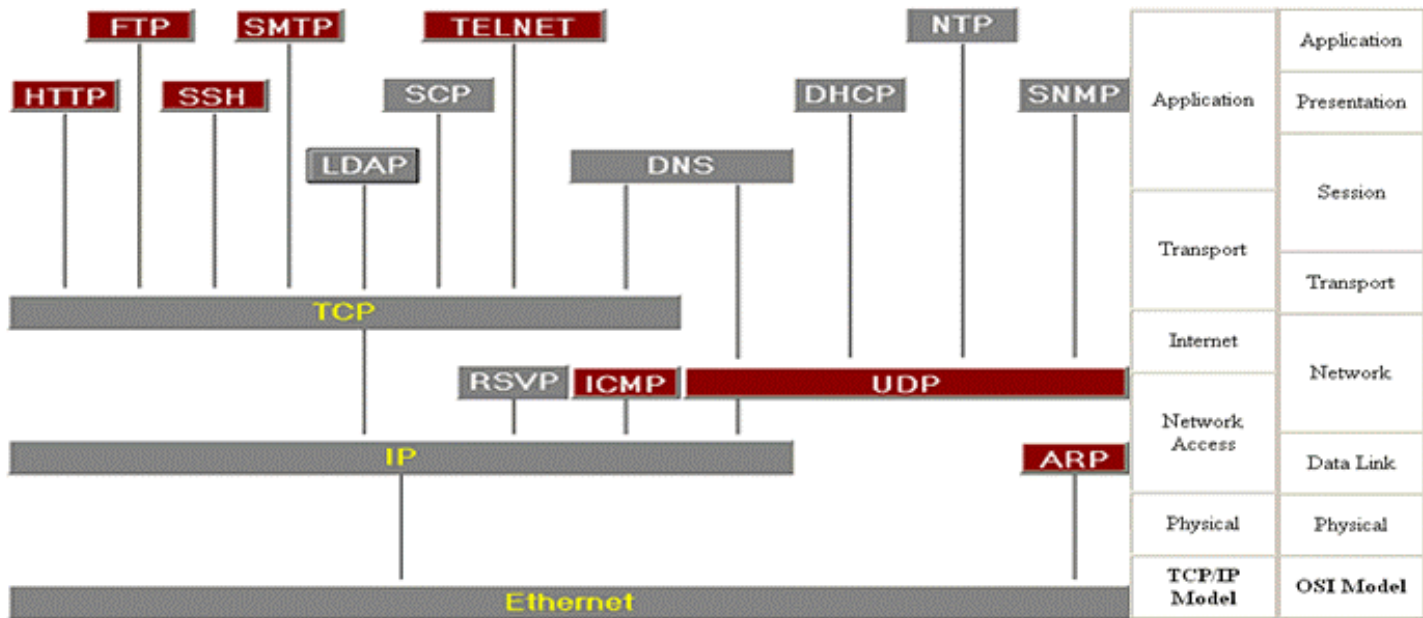 FTP
SMTP
TELNET
NTP
HTTP
SSH
SCP
DHCP
SNMP
LDAP
DNS
TCP
RSVP
ICMP
UDP
IP
ARP
Ethernet
Application
Transport
Internet
Network
Access
Physical
TCP/IP
Model
Application
Presentation
Session
Transport
Network
Data Link
Physical
OSI Model